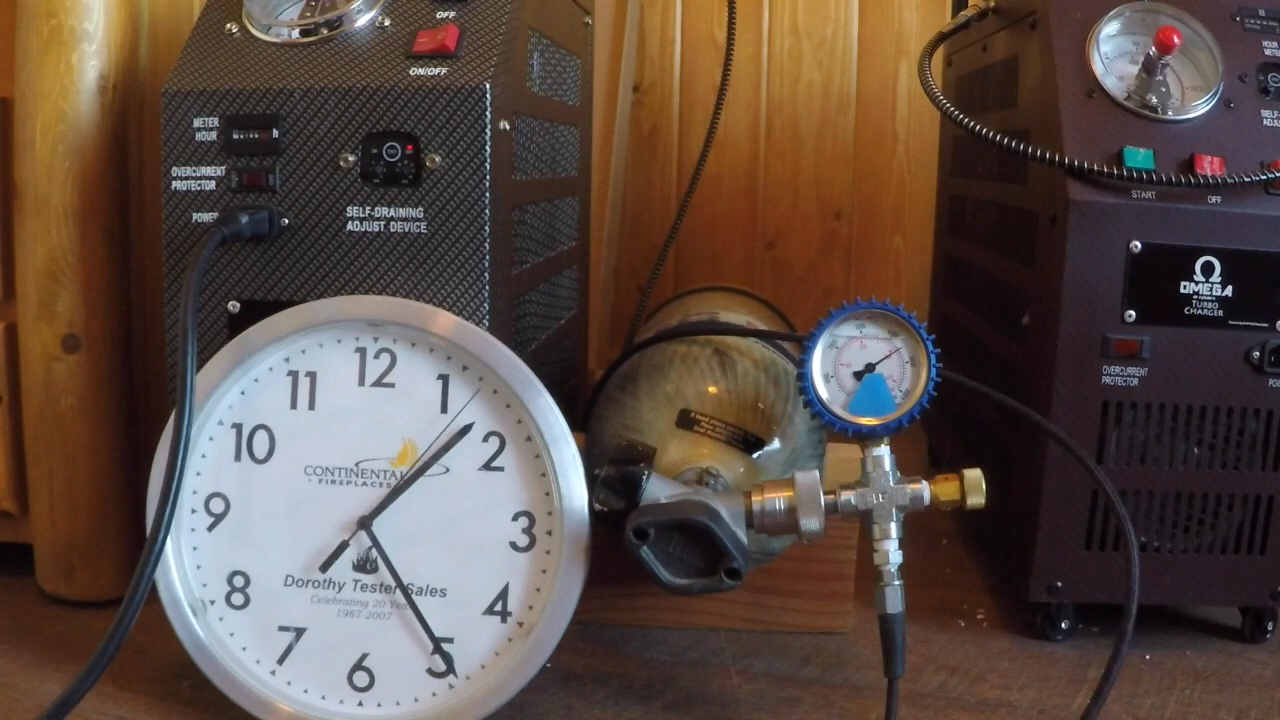 OFF
ON/OFF
METER
HOUR
OVERCURRENT
PROTECTOR
POWER
SELF-DRAINING
ADJUST DEVICE
12
1
2
3
4
5
6
7
8
9
10
11
CONTINENTAL
FIREPLACES
Dorothy Tester Sales
Celebrating 20
1987-2007
HOUR
METER
START
OFF
OMEGA
TURBO
CHARGER
OVERCURRENT
PROTECTOR